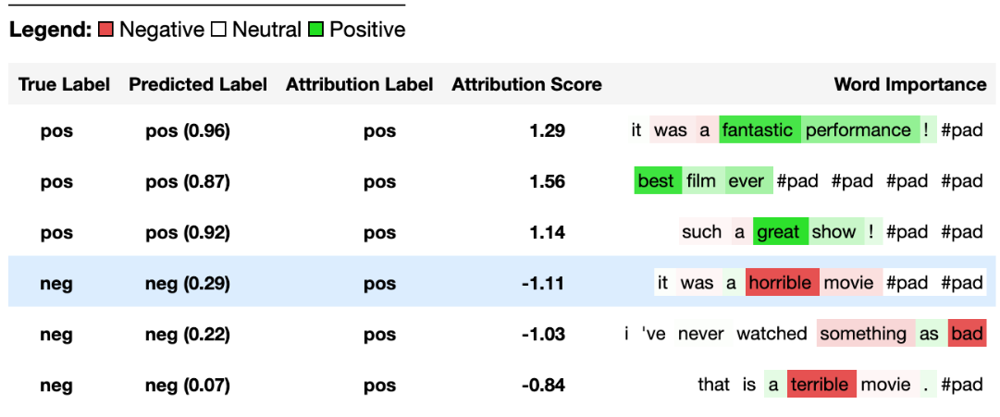 Legend: Negative Neutral Positive
True Label Predicted Label Attribution Label Attribution Score Word Importance
pos pos (0.96) pos 1.29 it was a fantastic performance ! #pad
pos pos (0.87) pos 1.56 best film ever #pad #pad #pad #pad
pos pos (0.92) pos 1.14 such a great show ! #pad #pad
neg neg (0.29) pos -1.11 it was a horrible movie #pad #pad
neg neg (0.22) pos -1.03 i 've never watched something as bad
neg neg (0.07) pos -0.84 that is a terrible movie . #pad